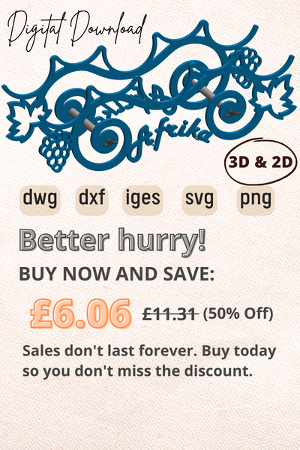 Digital Download
Afrika
3D & 2D
dwg dxf iges svg png
Better hurry!
BUY NOW AND SAVE:
£6.06 £11.31 (50% Off)
Sales don't last forever. Buy today
so you don't miss the discount.